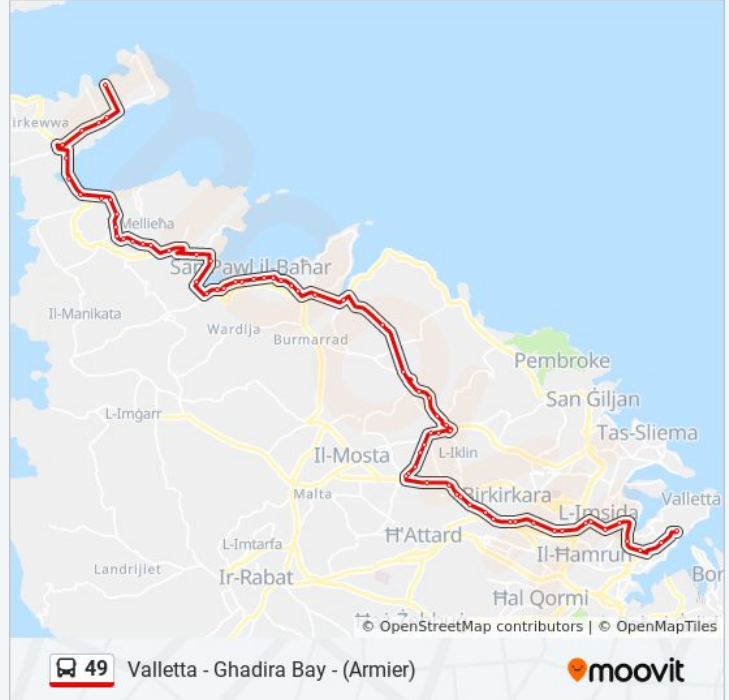 Irkewwa
Mellieħa
San Pawl il-Baħar
Il-Manikata
Wardija
Burmarrad
Pembroke
San Ġiljan
L-Imġarr
Tas-Sliema
Il-Mosta
L-Iklin
Malta
Birkirkara
Valletta
L-Imsida
Ħ'Attard
L-Imtarfa
Il-Ħamrun
Landrijiet
Ir-Rabat
Bor
Ħal Qormi
© OpenStreetMap contributors | © OpenMapTiles
49 Valletta - Ghadira Bay - (Armier)
moovit